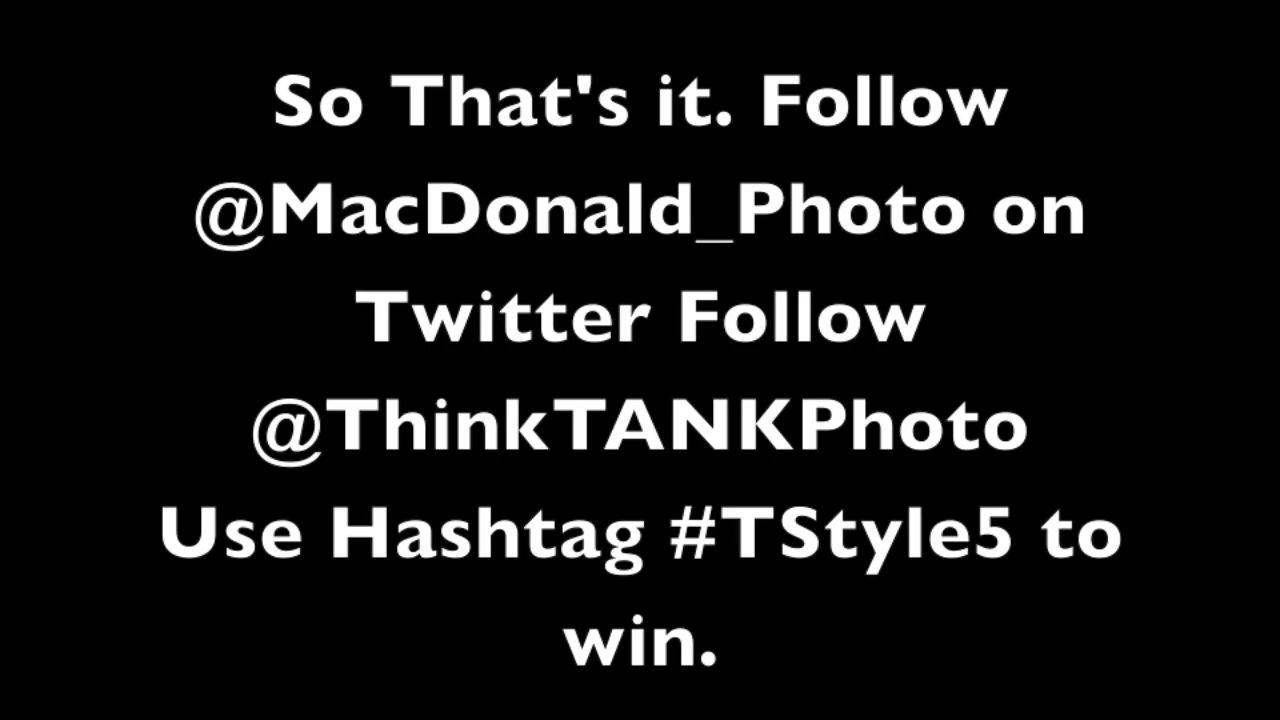 So That's it. Follow
@MacDonald_Photo on
Twitter Follow
@ThinkTANKPhoto
Use Hashtag #TStyle5 to
win.